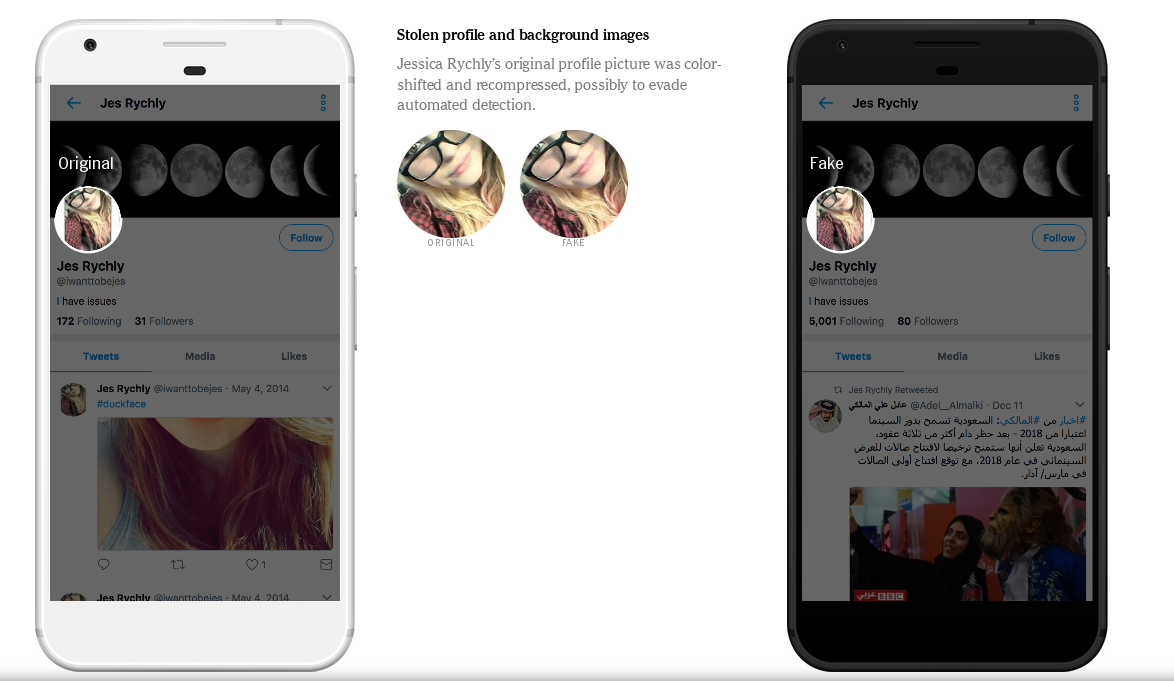 Jes Rychly
Original
Follow
Jes Rychly
@iwanttobejes
I have issues
172 Following 31 Followers
Tweets Media Likes
Jes Rychly @iwanttobejes · May 4, 2014
#duckface
1
Jes Rychly @iwanttobejes · May 4, 2014
Stolen profile and background images
Jessica Rychly's original profile picture was color-
shifted and recompressed, possibly to evade
automated detection.
ORIGINAL FAKE
Jes Rychly
Fake
Follow
Jes Rychly
@Iwanttobejes
I have issues
5,001 Following 80 Followers
Tweets Media Likes
Jes Rychly Retweeted
عادل علي المالكي @Adel__Almalki · Dec 11
#اخبار من #المالكي: السعودية تسمح بدور السينما
اعتبارا من 2018 - بعد حظر دام أكثر من ثلاثة عقود،
السعودية تعلن أنها ستمنح ترخيصا لافتتاح صالات للعرض
السينمائي في عام 2018، مع توقع افتتاح أولى الصالات
في مارس/ آذار.
BBC عربي